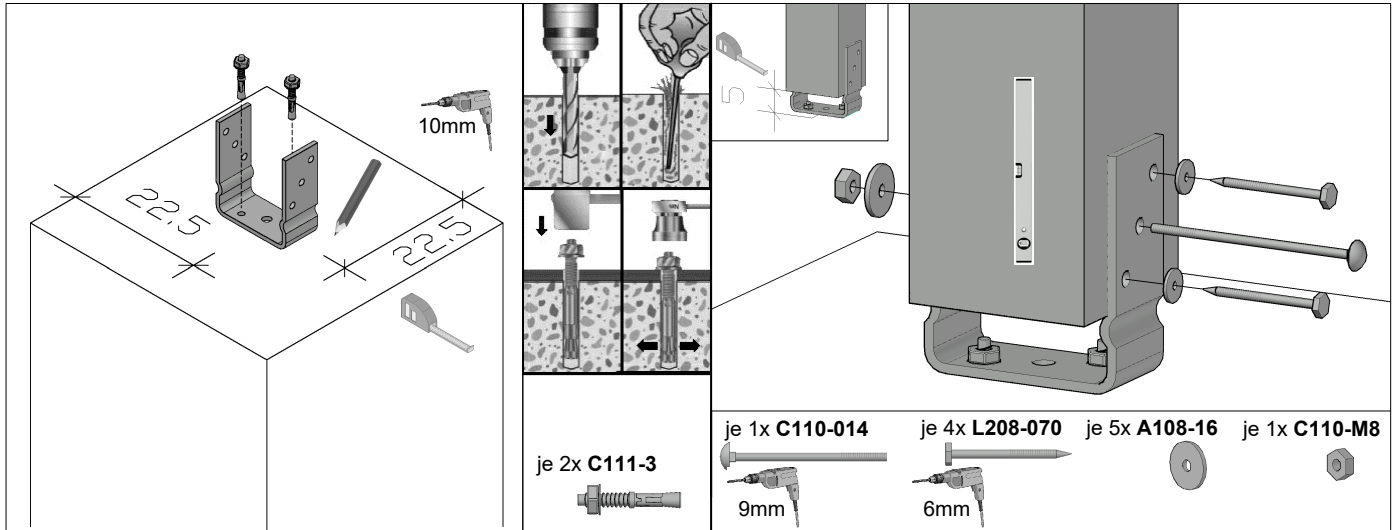 10mm
22.5
22.5
5
je 2x C111-3
je 1x C110-014
9mm
je 4x L208-070
6mm
je 5x A108-16
je 1x C110-M8